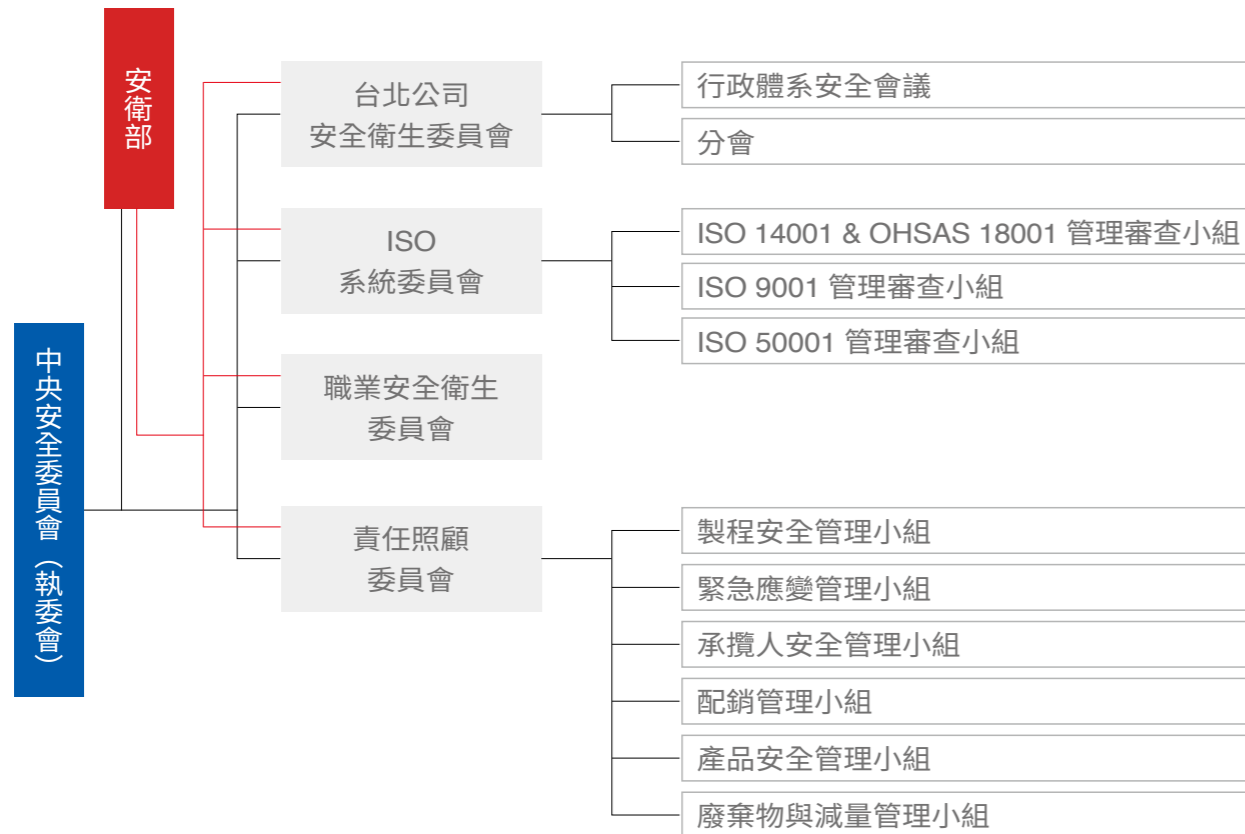 安衛部
中央安全委員會（執委會）
台北公司
安全衛生委員會
行政體系安全會議
分會
ISO
系統委員會
ISO 14001 & OHSAS 18001 管理審查小組
ISO 9001 管理審查小組
ISO 50001 管理審查小組
職業安全衛生
委員會
責任照顧
委員會
製程安全管理小組
緊急應變管理小組
承攬人安全管理小組
配銷管理小組
產品安全管理小組
廢棄物與減量管理小組